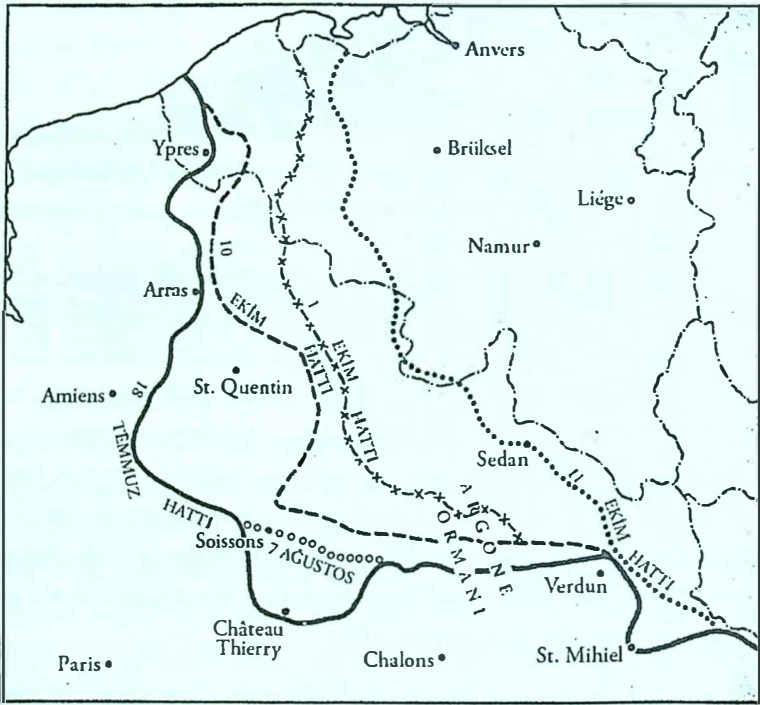 Anvers
Ypres
Brüksel
Liége
Namur
10
EKİM
HATTI
Arras
1
EKİM
HATTI
St. Quentin
Amiens
18
TEMMUZ
HATTI
Sedan
11
EKİM
HATTI
ARGONE
ORMANI
Soissons
7 AĞUSTOS
Verdun
Château
Thierry
Paris
Chalons
St. Mihiel